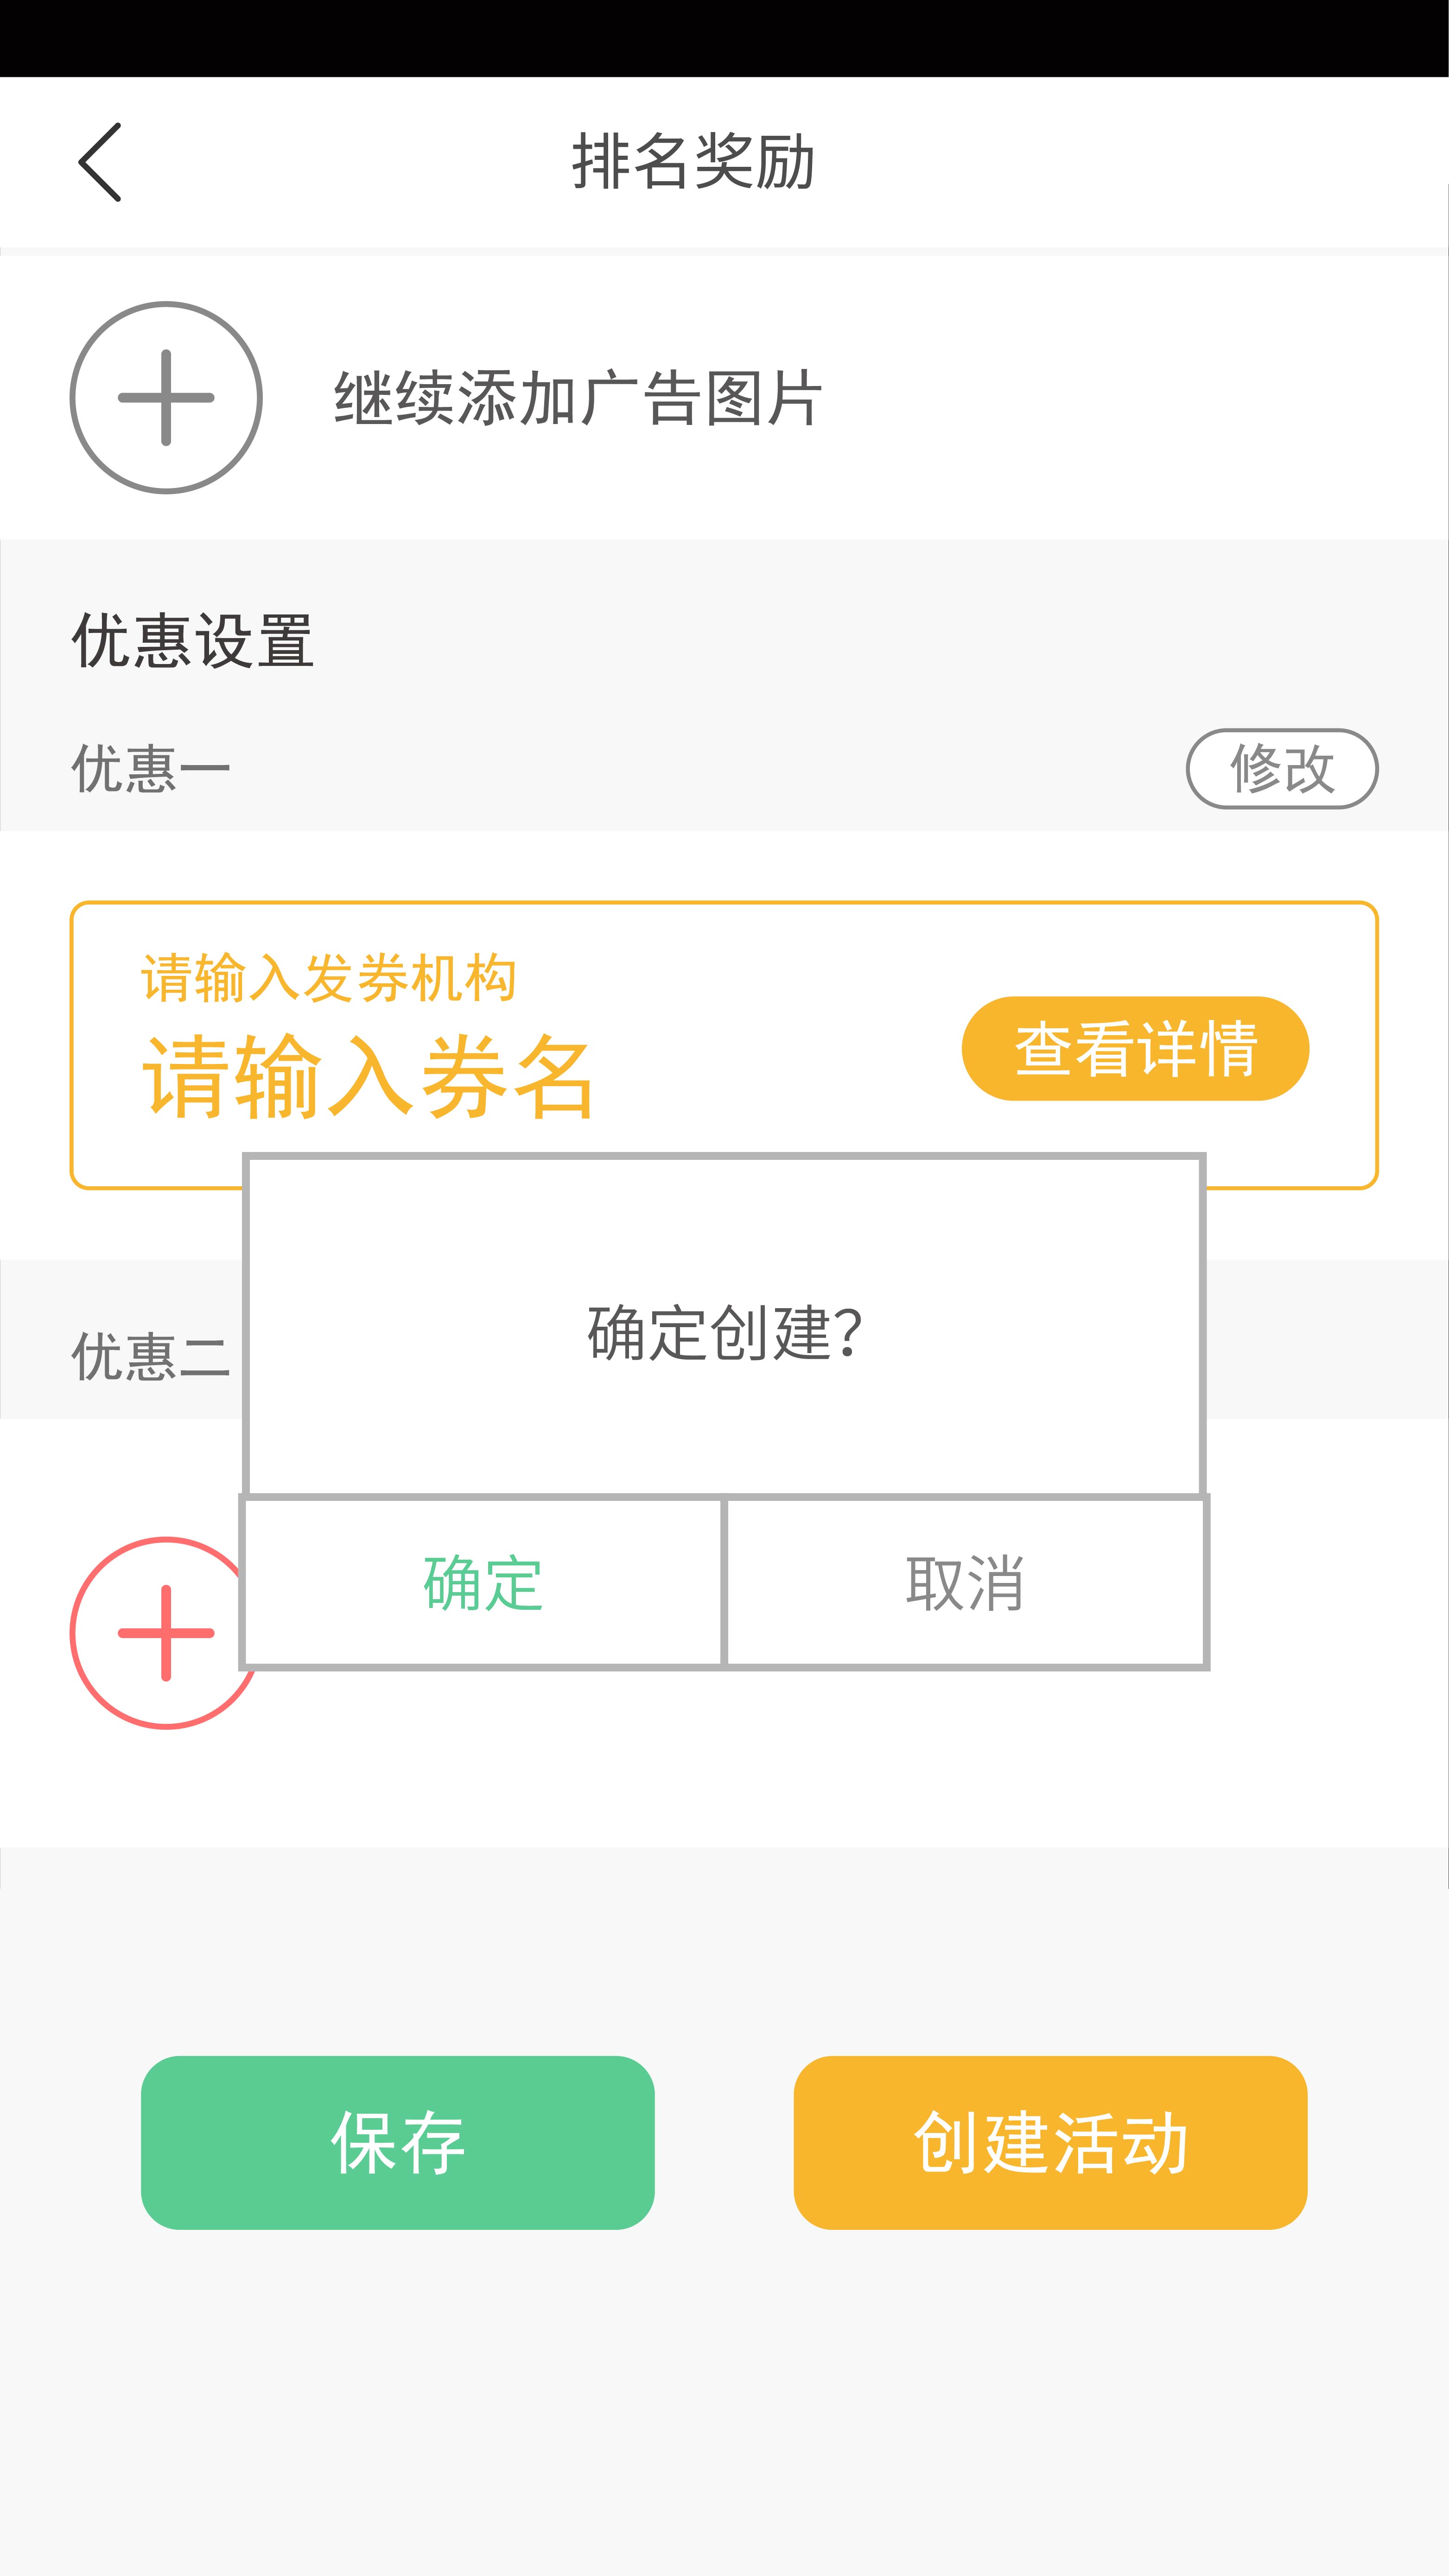 排名奖励
继续添加广告图片
优惠设置
优惠一
修改
请输入发券机构
请输入券名
查看详情
确定创建？
优惠二
确定
取消
保存
创建活动